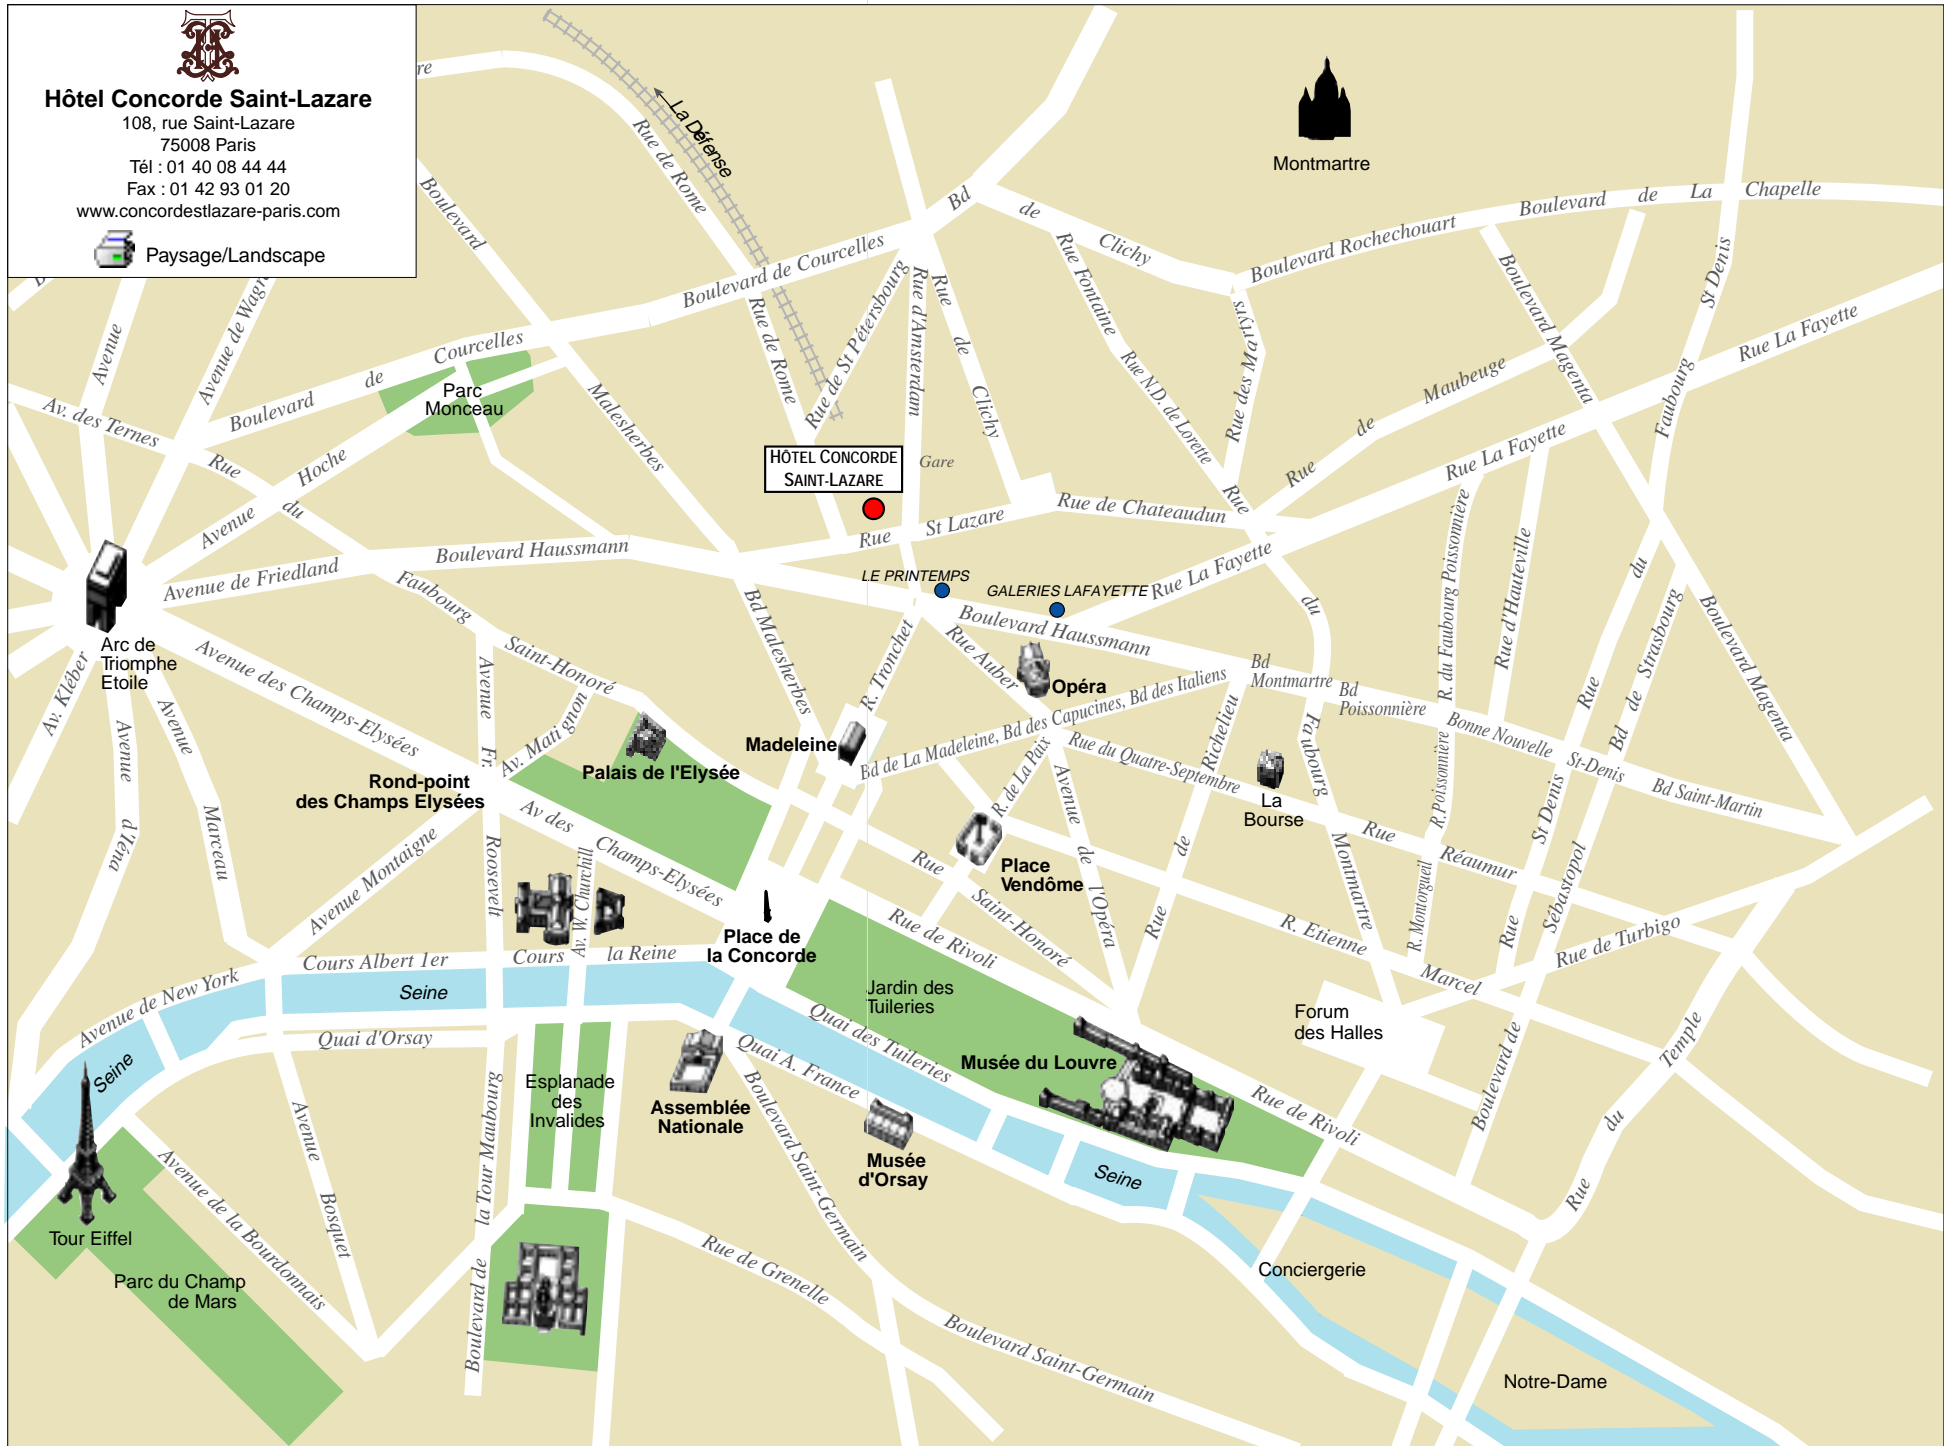 Hôtel Concorde Saint-Lazare
108, rue Saint-Lazare
75008 Paris
Tél : 01 40 08 44 44
Fax : 01 42 93 01 20
www.concordestlazare-paris.com
Paysage/Landscape
La Défense
Rue de Rome
Montmartre
Boulevard
Malesherbes
Bd
de
Clichy
Boulevard Rochechouart
Boulevard de La Chapelle
Boulevard de Courcelles
Rue Fontaine
Rue N.D. de Lorette
Rue
Rue des Martyrs
Boulevard Magenta
St Denis
Faubourg
du
Rue
Rue La Fayette
Rue La Fayette
Rue La Fayette
Rue
de
Maubeuge
Avenue
Avenue de Wagr
Av. des Ternes
Rue
du
Faubourg
Saint-Honoré
Boulevard
de
Courcelles
Parc
Monceau
Avenue
Hoche
Rue de Rome
Rue de St Pétersbourg
Rue d'Amsterdam
Rue
de
Clichy
HÔTEL CONCORDE
SAINT-LAZARE
Gare
Rue
St Lazare
Rue de Chateaudun
Avenue de Friedland
Boulevard Haussmann
LE PRINTEMPS
GALERIES LAFAYETTE
Boulevard Haussmann
du
Faubourg
Montmartre
R. du Faubourg Poissonnière
Rue d'Hauteville
Bd de Strasbourg
Boulevard Magenta
Arc de
Triomphe
Etoile
Av. Kléber
Avenue
d'Iéna
Avenue
Marceau
Avenue des Champs-Elysées
Avenue Fr.
Roosevelt
Av. Matignon
Bd Malesherbes
R. Tronchet
Rue Auber
Opéra
Bd
Montmartre
Bd
Poissonnière
Bonne Nouvelle
St-Denis
Bd Saint-Martin
Madeleine
Palais de l'Elysée
Rond-point
des Champs Elysées
Bd de La Madeleine, Bd des Capucines, Bd des Italiens
Rue du Quatre-Septembre
R. de La Paix
Rue
de
Richelieu
La
Bourse
Rue
Réaumur
R.Poissonnière
R. Montorgueil
Rue
St Denis
Boulevard de
Sébastopol
Avenue Montaigne
Av des
Champs-Elysées
Av. W. Churchill
Place
Vendôme
Avenue
de
l'Opéra
Rue
Saint-Honoré
Rue de Rivoli
R. Etienne
Marcel
Rue de Turbigo
Place de
la Concorde
Avenue de New York
Cours Albert 1er
Cours
la Reine
Seine
Seine
Jardin des
Tuileries
Forum
des Halles
Quai d'Orsay
Quai des Tuileries
Quai A. France
Musée du Louvre
Rue
du
Temple
Rue de Rivoli
Esplanade
des
Invalides
Assemblée
Nationale
Musée
d'Orsay
Seine
Tour Eiffel
Parc du Champ
de Mars
Avenue de la Bourdonnais
Avenue
Bosquet
Boulevard de
la Tour Maubourg
Rue de Grenelle
Boulevard Saint-Germain
Boulevard Saint-Germain
Conciergerie
Notre-Dame